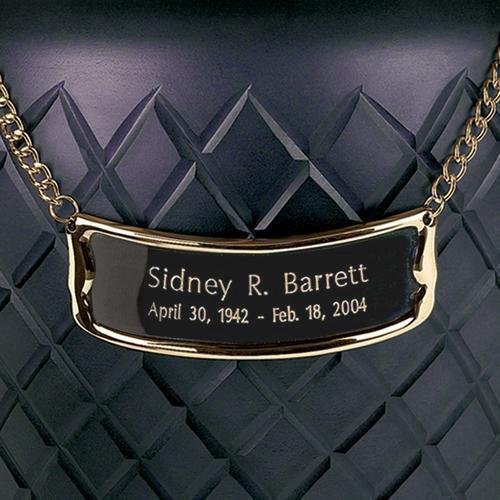 Sidney R. Barrett
April 30, 1942 - Feb. 18, 2004